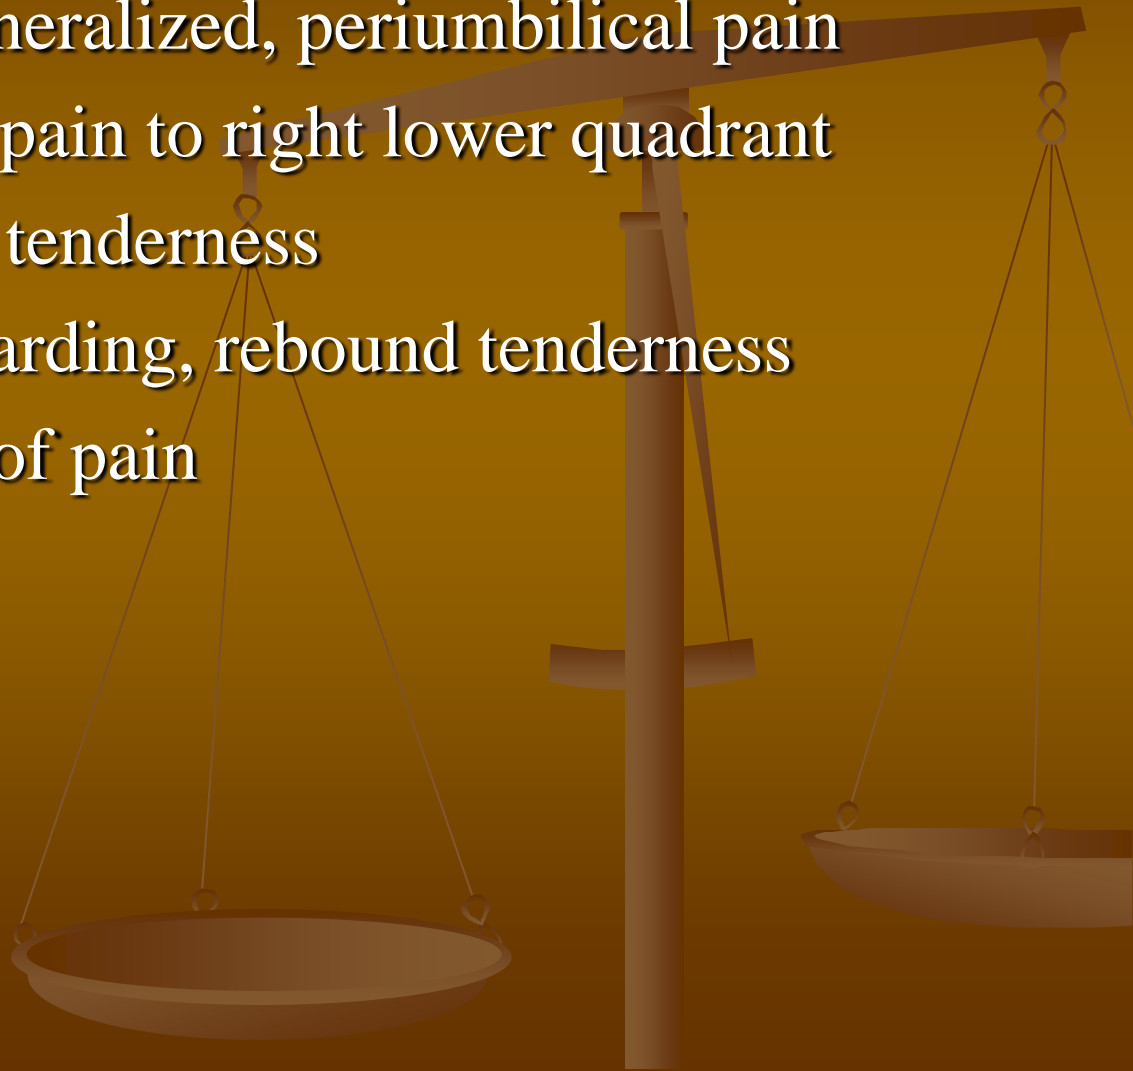 neralized, periumbilical pain
pain to right lower quadrant
tenderness
arding, rebound tenderness
of pain